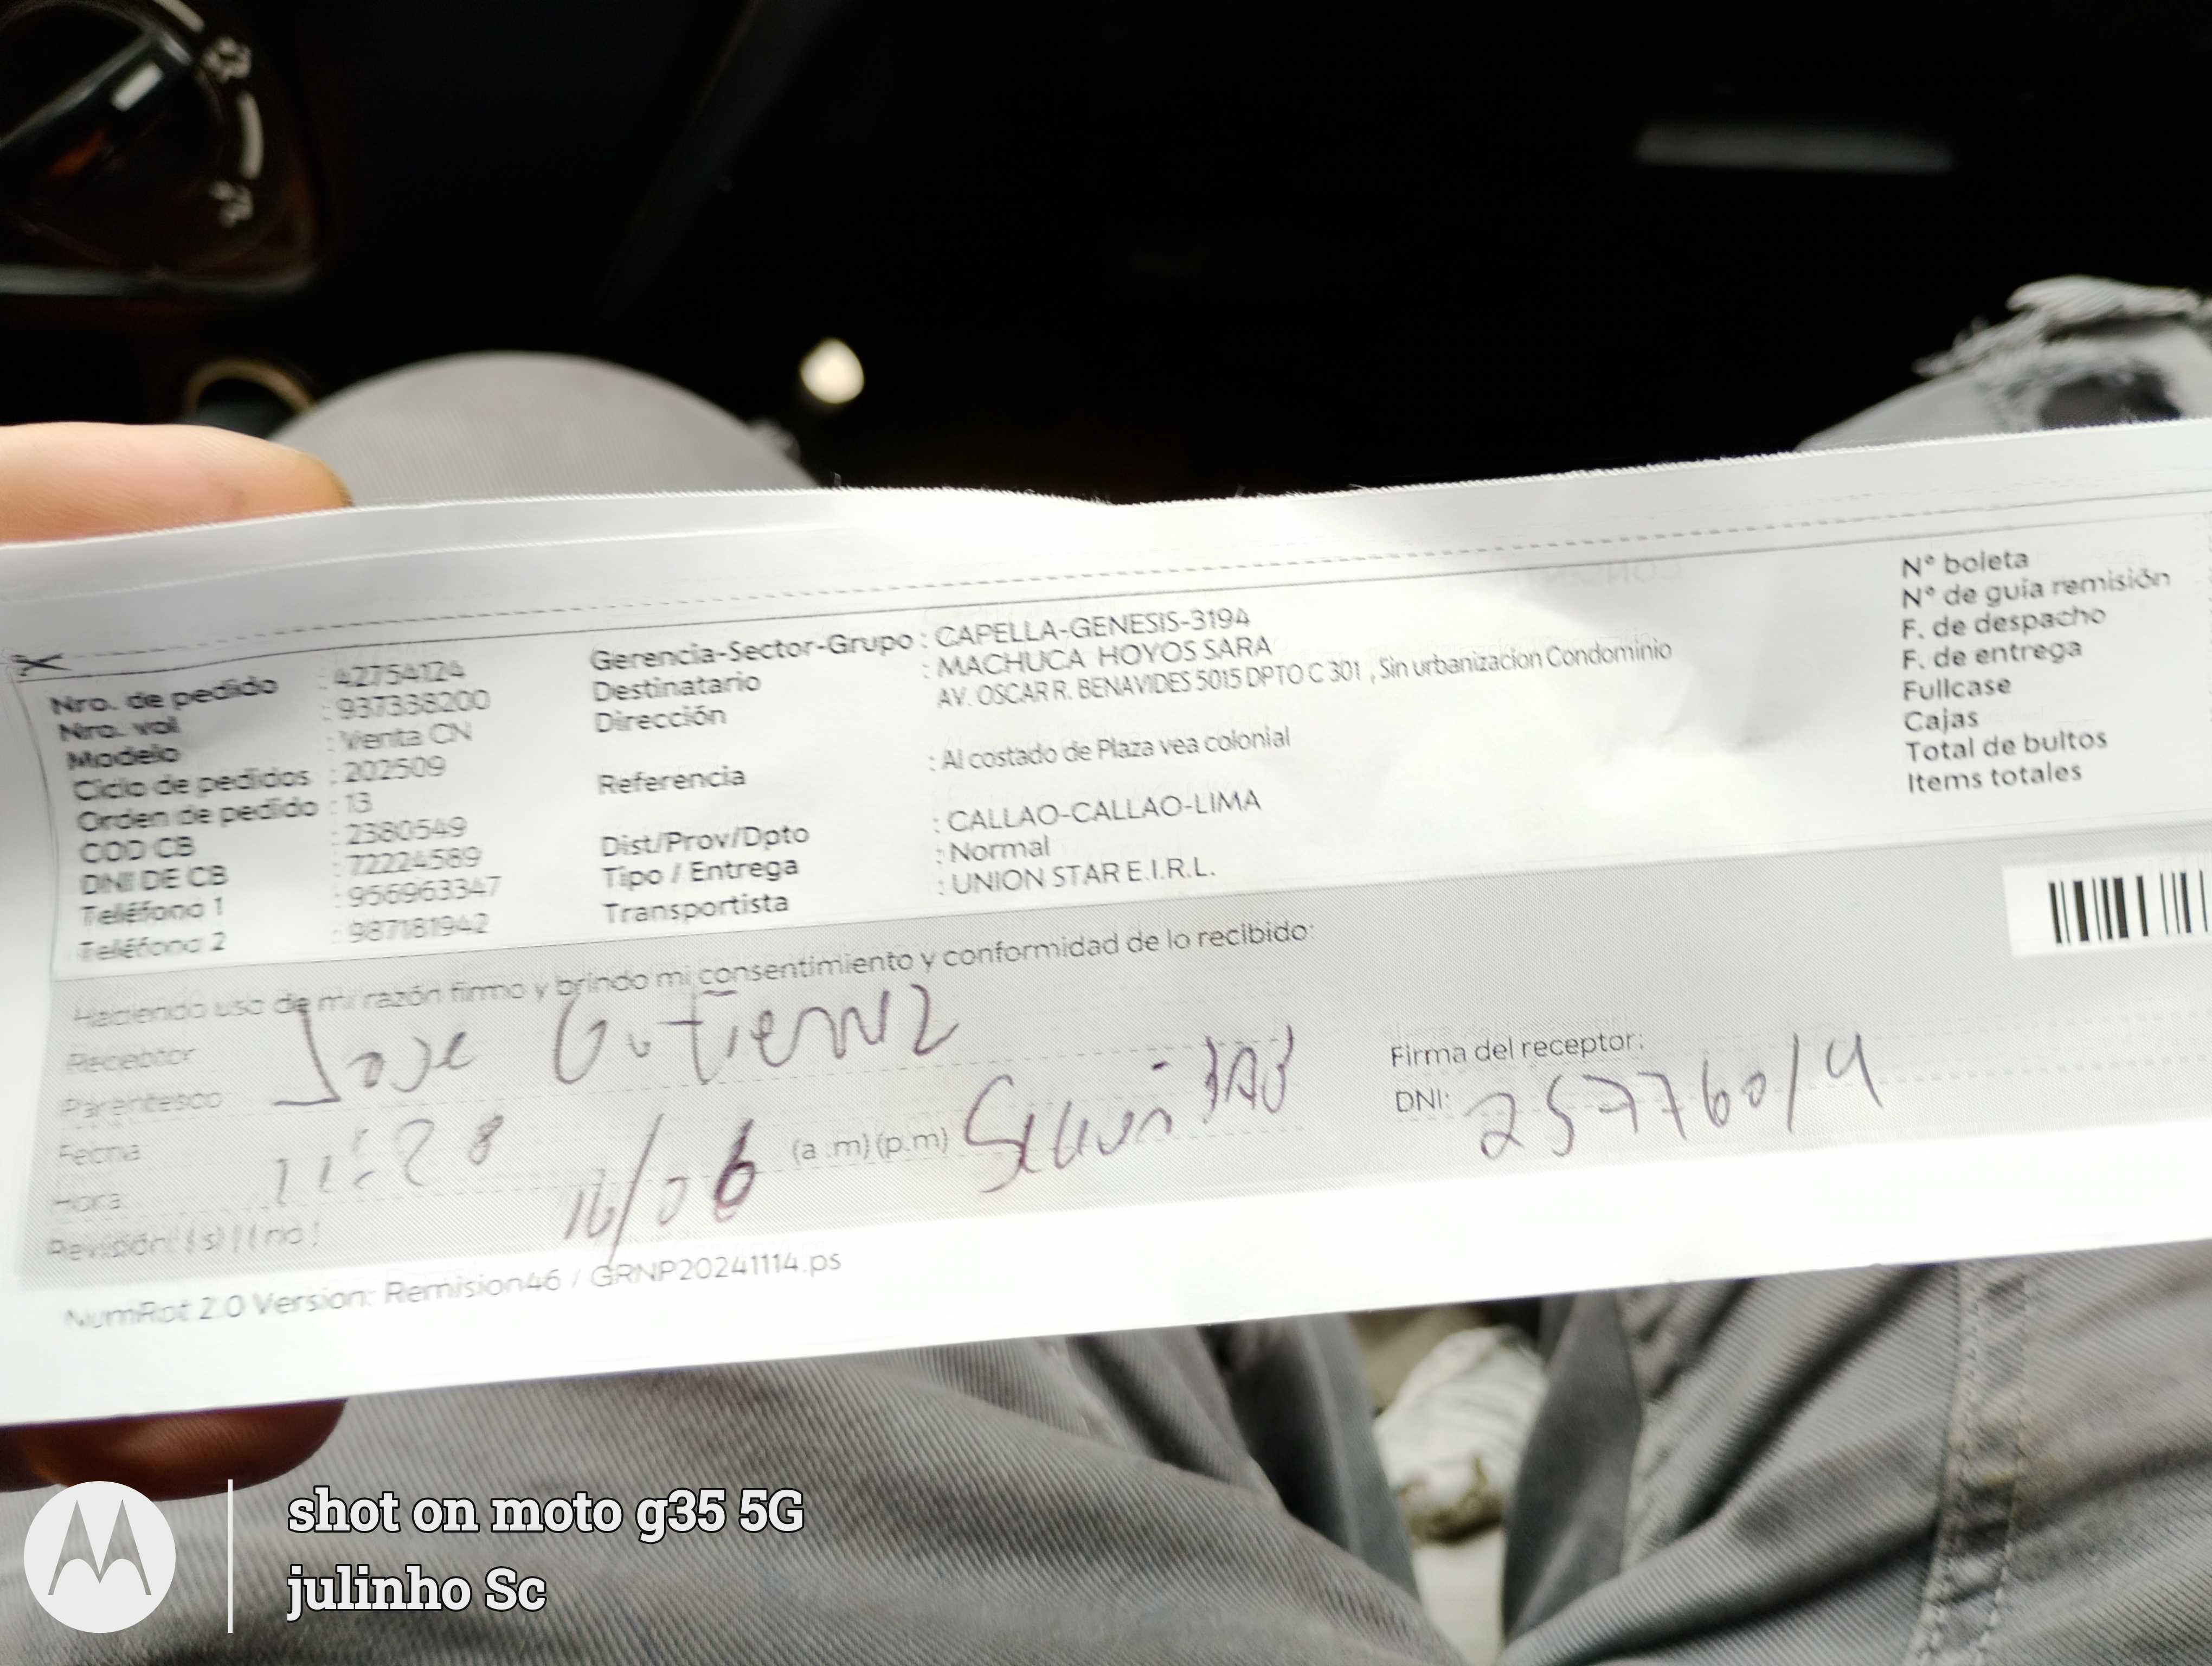 Nro. de pedido : 42754124
Nro. vol : 937338200
Modelo : Venta CN
Ciclo de pedidos : 202509
Orden de pedido : 13
COD CB : 2380549
DNI DE CB : 72224589
Teléfono 1 : 956963347
Teléfono 2 : 987181942
Gerencia-Sector-Grupo : CAPELLA-GENESIS-3194
Destinatario : MACHUCA HOYOS SARA
Dirección AV. OSCAR R. BENAVIDES 5015 DPTO C 301 , Sin urbanizacion Condominio
Referencia : Al costado de Plaza vea colonial
Dist/Prov/Dpto : CALLAO-CALLAO-LIMA
Tipo / Entrega : Normal
Transportista : UNION STAR E.I.R.L.
N° boleta
N° de guía remisión
F. de despacho
F. de entrega
Fullcase
Cajas
Total de bultos
Items totales
Haciendo uso de mi razón firmo y brindo mi consentimiento y conformidad de lo recibido:
Receptor Jose Gutierrez
Parentesco
Fecha 11:28
Hora 16/06 (a .m) (p.m)
Revisión ( si ) ( no )
Firma del receptor:
DNI: 25776014
NumRot 2.0 Version: Remision46 / GRNP20241114.ps
shot on moto g35 5G
julinho Sc